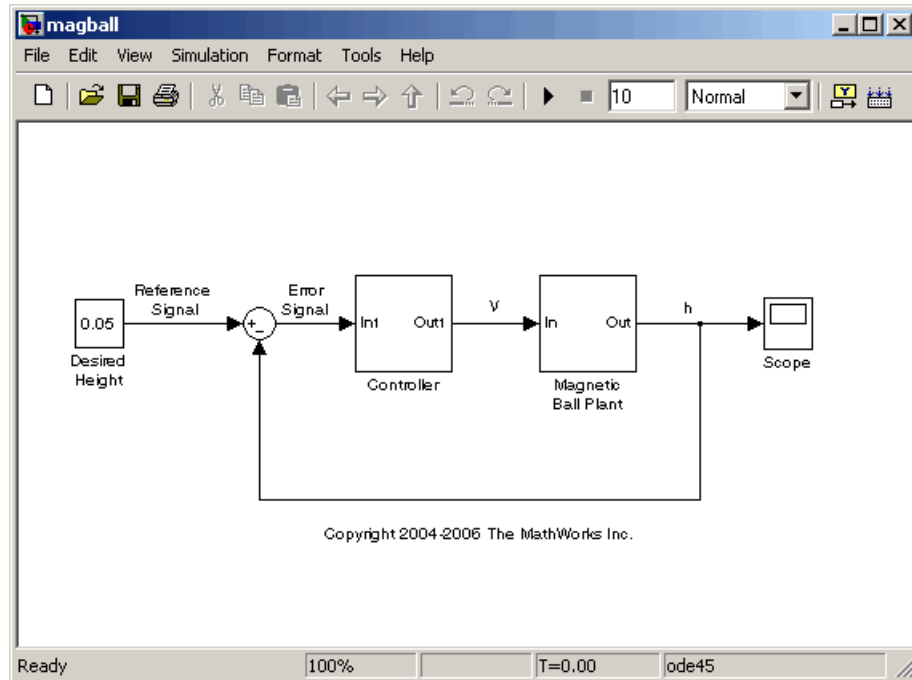 magball
File Edit View Simulation Format Tools Help
10 Normal
Reference
Signal
Error
Signal
0.05
Desired
Height
+
-
In1 Out1
Controller
V
In Out
Magnetic
Ball Plant
h
Scope
Copyright 2004-2006 The MathWorks Inc.
Ready 100% T=0.00 ode45